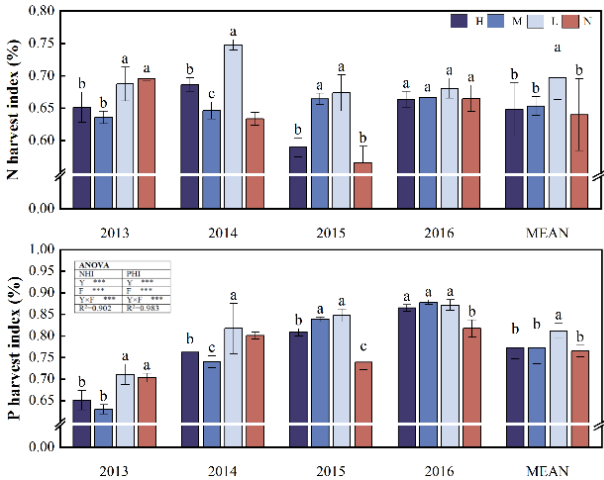 N harvest index (%)
0.80
0.70
0.65
0.60
0.00
H M L N
b b a a
b c a
b a a b
a a a a
b b a b
2013 2014 2015 2016 MEAN
P harvest index (%)
1.00
0.95
0.90
0.85
0.80
0.75
0.70
0.65
0.00
ANOVA
NHI PHI
Y *** Y ***
F *** F ***
Y×F *** Y×F ***
R²=0.902 R²=0.983
b b a a
b c a a
b a a c
a a a b
b b a b
2013 2014 2015 2016 MEAN